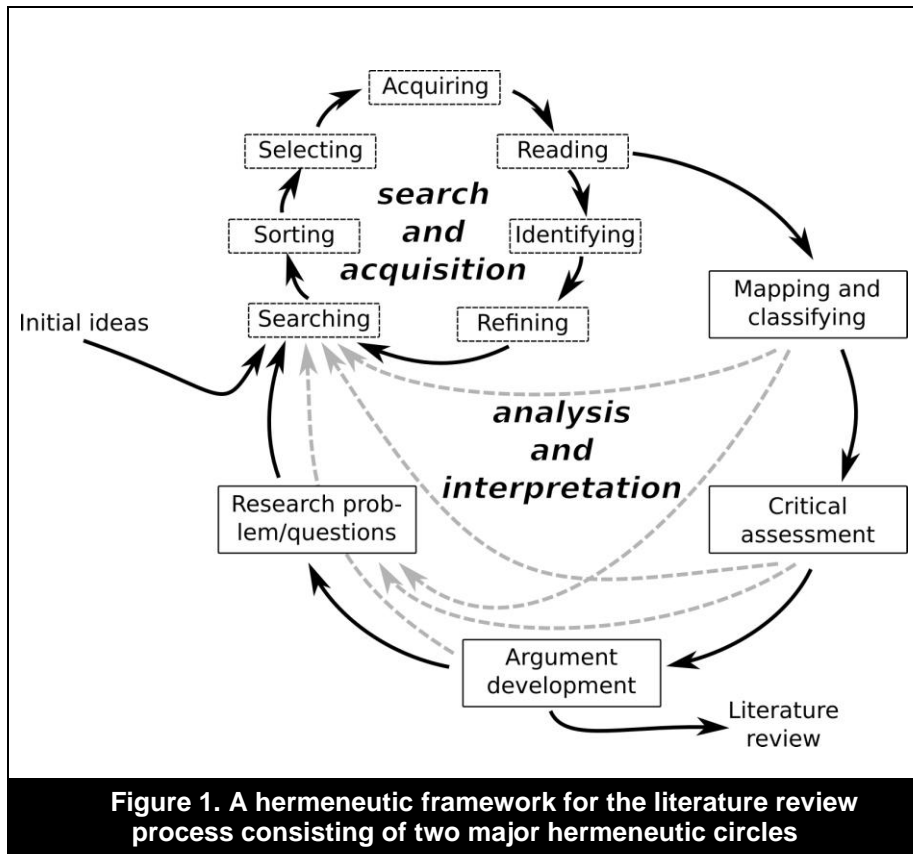 Acquiring
Selecting
Reading
search
and
acquisition
Sorting
Identifying
Initial ideas
Searching
Refining
Mapping and
classifying
analysis
and
interpretation
Research prob-
lem/questions
Critical
assessment
Argument
development
Literature
review
Figure 1. A hermeneutic framework for the literature review
process consisting of two major hermeneutic circles